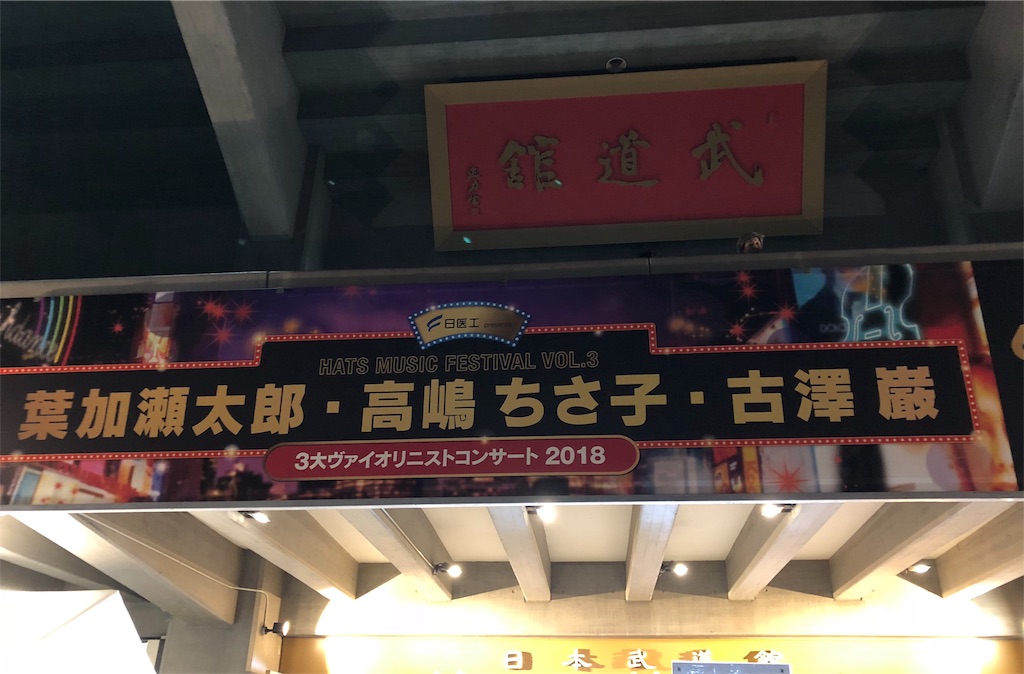 武道館
日医工 presents
HATS MUSIC FESTIVAL VOL.3
葉加瀬太郎・高嶋ちさ子・古澤 巌
3大ヴァイオリニストコンサート 2018
日本武道館